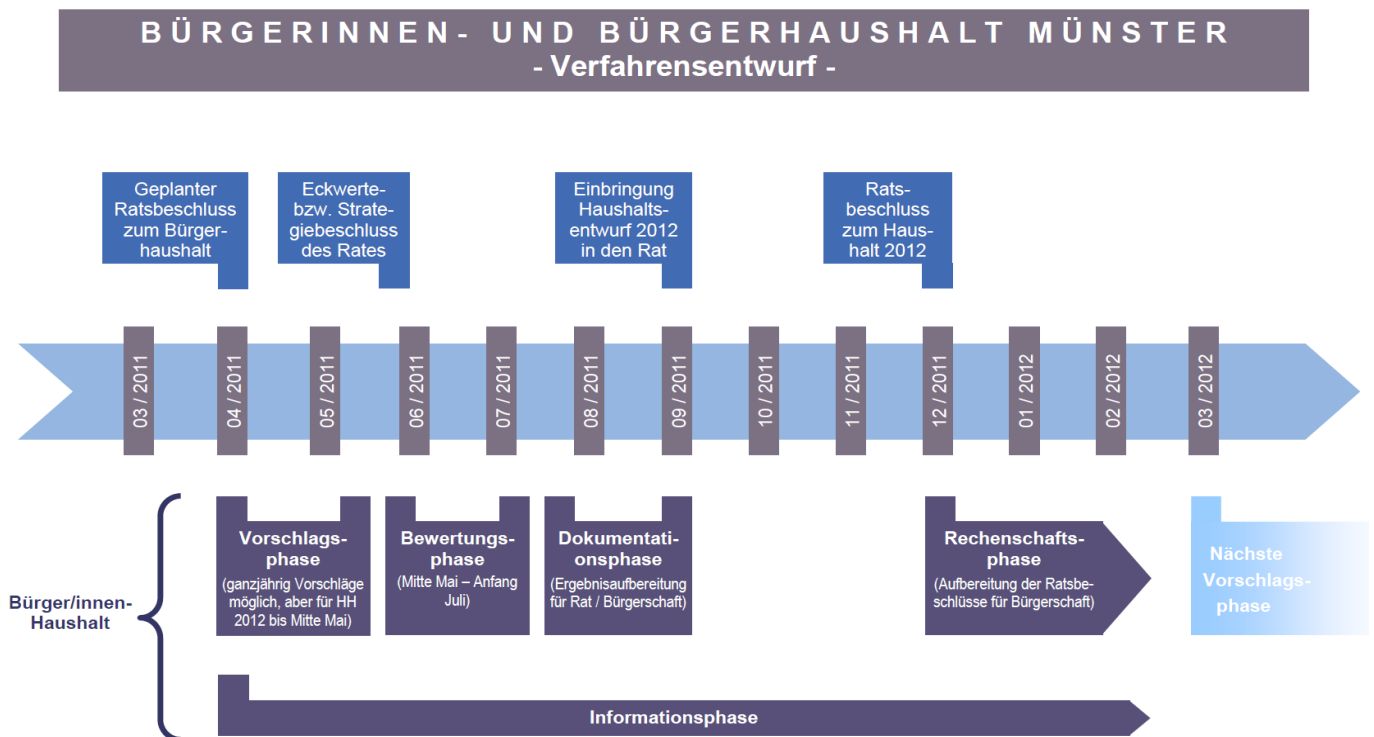 BÜRGERINNEN- UND BÜRGERHAUSHALT MÜNSTER
- Verfahrensentwurf -
Geplanter
Ratsbeschluss
zum Bürger-
haushalt
Eckwerte-
bzw. Strate-
giebeschluss
des Rates
Einbringung
Haushalts-
entwurf 2012
in den Rat
Rats-
beschluss
zum Haus-
halt 2012
03 / 2011
04 / 2011
05 / 2011
06 / 2011
07 / 2011
08 / 2011
09 / 2011
10 / 2011
11 / 2011
12 / 2011
01 / 2012
02 / 2012
03 / 2012
Bürger/innen-
Haushalt
Vorschlags-
phase
(ganzjährig Vorschläge
möglich, aber für HH
2012 bis Mitte Mai)
Bewertungs-
phase
(Mitte Mai – Anfang
Juli)
Dokumentati-
onsphase
(Ergebnisaufbereitung
für Rat / Bürgerschaft)
Rechenschafts-
phase
(Aufbereitung der Ratsbe-
schlüsse für Bürgerschaft)
Nächste
Vorschlags-
phase
Informationsphase